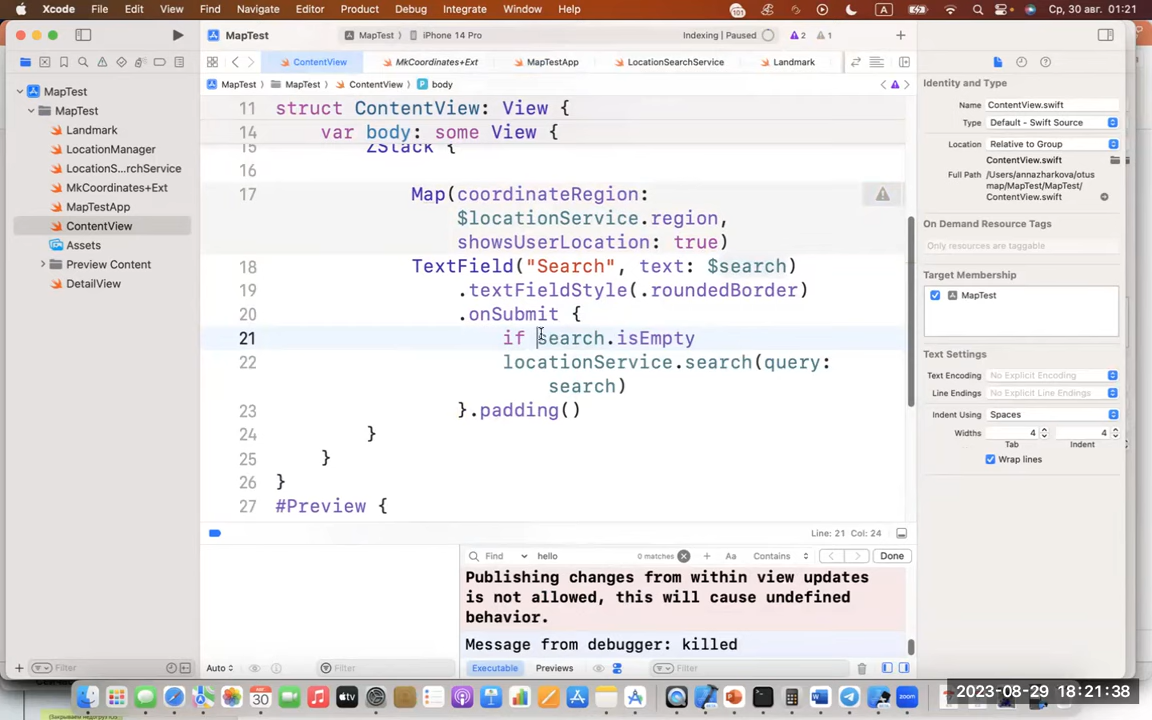 Xcode File Edit View Find Navigate Editor Product Debug Integrate Window Help
101 A Ср, 30 авг. 01:21
MapTest
MapTest iPhone 14 Pro
Indexing | Paused
2 1
ContentView MkCoordinates+Ext MapTestApp LocationSearchService Landmark
MapTest MapTest ContentView body
MapTest
MapTest
Landmark
LocationManager
LocationS...rchService
MkCoordinates+Ext
MapTestApp
ContentView
Assets
Preview Content
DetailView
Filter
11 struct ContentView: View {
14 var body: some View {
15 ZStack {
16
17 Map(coordinateRegion:
$locationService.region,
showsUserLocation: true)
18 TextField("Search", text: $search)
19 .textFieldStyle(.roundedBorder)
20 .onSubmit {
21 if search.isEmpty
22 locationService.search(query:
search)
23 }.padding()
24 }
25 }
26 }
27 #Preview {
Line: 21 Col: 24
Find hello 0 matches Aa Contains Done
Publishing changes from within view updates
is not allowed, this will cause undefined
behavior.
Message from debugger: killed
Auto Filter Executable Previews Filter
Identity and Type
Name ContentView.swift
Type Default - Swift Source
Location Relative to Group
ContentView.swift
Full Path /Users/annazharkova/otus
map/MapTest/MapTest/
ContentView.swift
On Demand Resource Tags
Only resources are taggable
Target Membership
MapTest
Text Settings
Text Encoding No Explicit Encoding
Line Endings No Explicit Line Endings
Indent Using Spaces
Widths 4 4
Tab Indent
Wrap lines
30
tv
zoom
2023-08-29 18:21:38